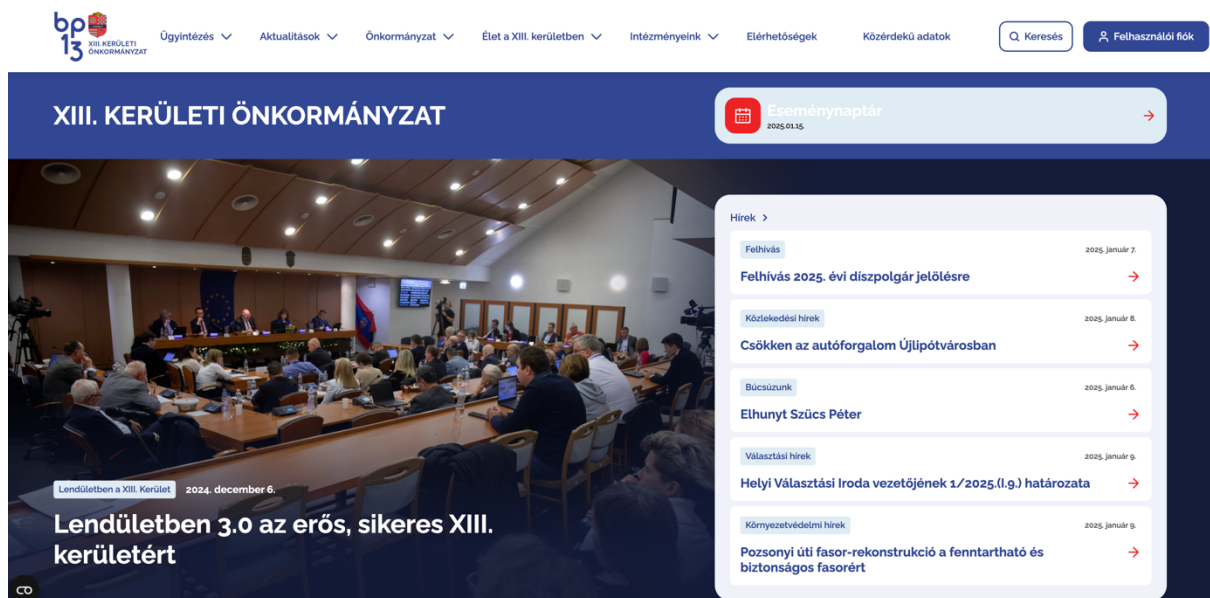 bp
13
XIII. KERÜLETI
ÖNKORMÁNYZAT
Ügyintézés
Aktualitások
Önkormányzat
Élet a XIII. kerületben
Intézményeink
Elérhetőségek
Közérdekű adatok
Keresés
Felhasználói fiók
XIII. KERÜLETI ÖNKORMÁNYZAT
Eseménynaptár
2025.01.15.
Lendületben a XIII. Kerület
2024. december 6.
Lendületben 3.0 az erős, sikeres XIII.
kerületért
Hírek
Felhívás
2025. január 7.
Felhívás 2025. évi díszpolgár jelölésre
Közlekedési hírek
2025. január 8.
Csökken az autóforgalom Újlipótvárosban
Búcsúzunk
2025. január 6.
Elhunyt Szücs Péter
Választási hírek
2025. január 9.
Helyi Választási Iroda vezetőjének 1/2025.(I.9.) határozata
Környezetvédelmi hírek
2025. január 9.
Pozsonyi úti fasor-rekonstrukció a fenntartható és
biztonságos fasorért